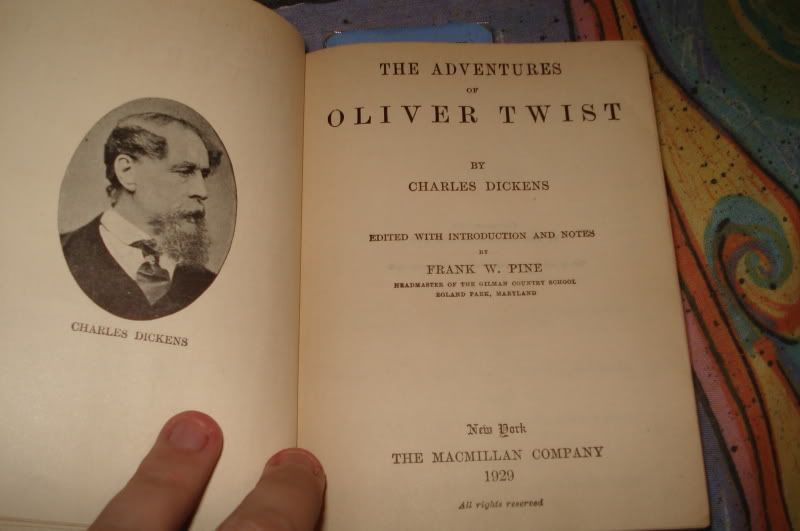 CHARLES DICKENS
THE ADVENTURES
OF
OLIVER TWIST
BY
CHARLES DICKENS
EDITED WITH INTRODUCTION AND NOTES
BY
FRANK W. PINE
HEADMASTER OF THE GILMAN COUNTRY SCHOOL
ROLAND PARK, MARYLAND
New York
THE MACMILLAN COMPANY
1929
All rights reserved